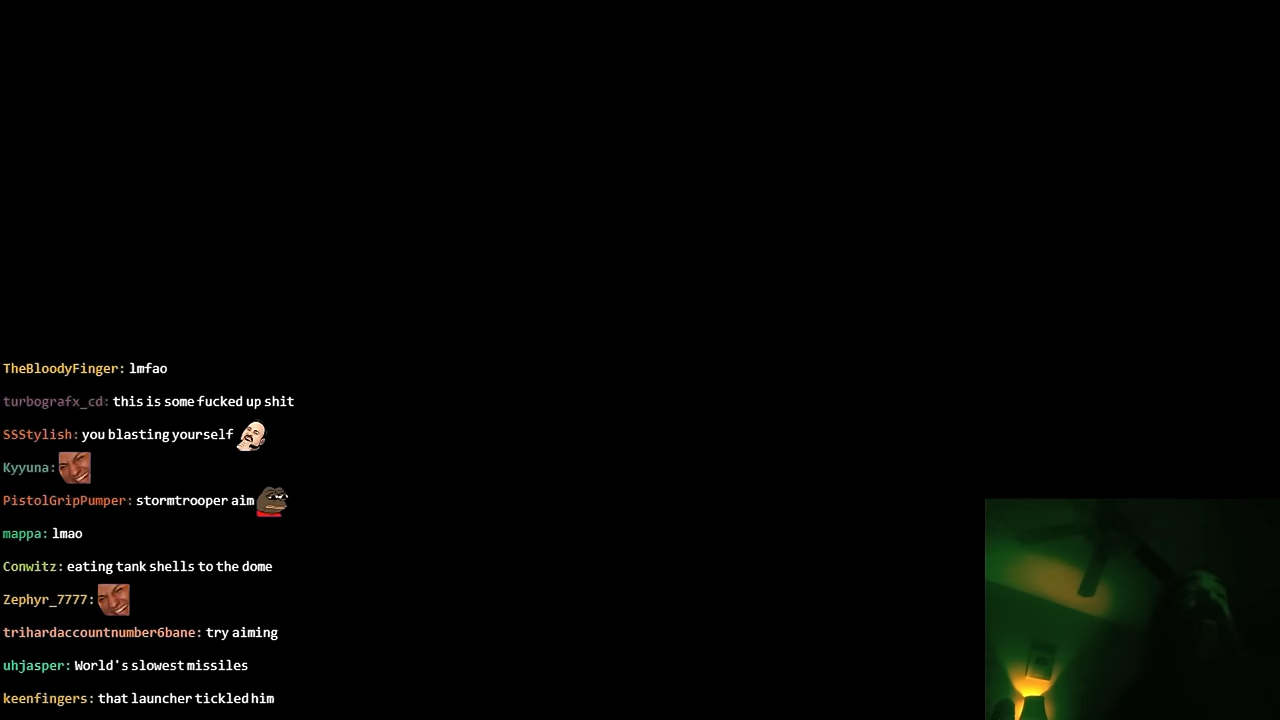 TheBloodyFinger: lmfao
turbografx_cd: this is some fucked up shit
SSStylish: you blasting yourself
Kyyuna:
PistolGripPumper: stormtrooper aim
mappa: lmao
Conwitz: eating tank shells to the dome
Zephyr_7777:
trihardaccountnumber6bane: try aiming
uhjasper: World's slowest missiles
keenfingers: that launcher tickled him